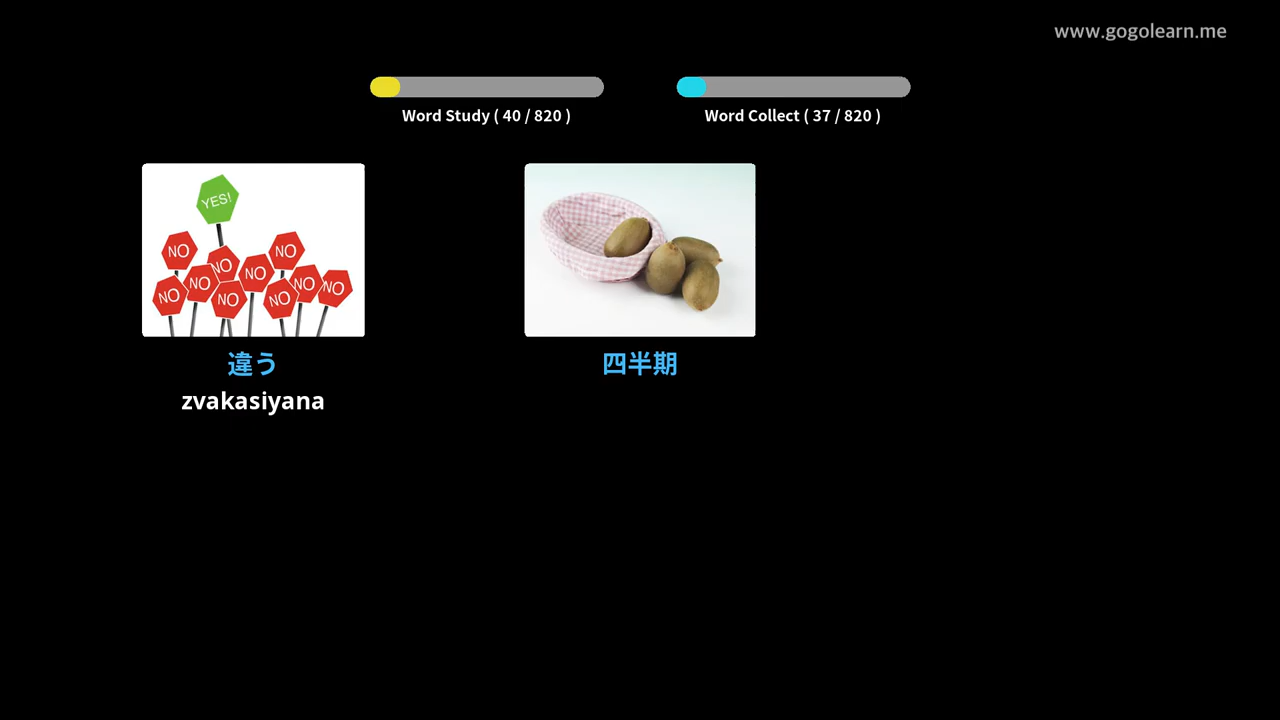 www.gogolearn.me
Word Study ( 40 / 820 )
Word Collect ( 37 / 820 )
YES!
NO
NO
NO
NO
NO
NO
NO
NO
NO
NO
違う
zvakasiyana
四半期